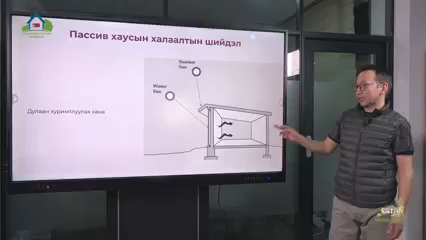 Пассив хаусын халаалтын шийдэл
Summer
Sun
Winter
Sun
Дулаан хуримтлуулах хана